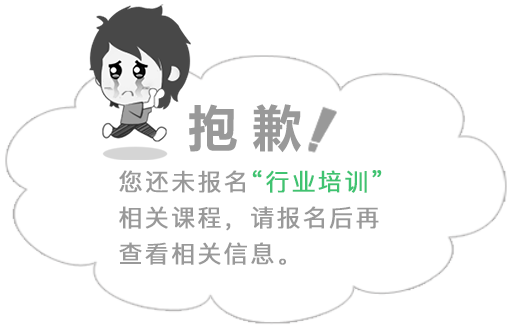 抱歉!
您还未报名“行业培训”
相关课程，请报名后再
查看相关信息。